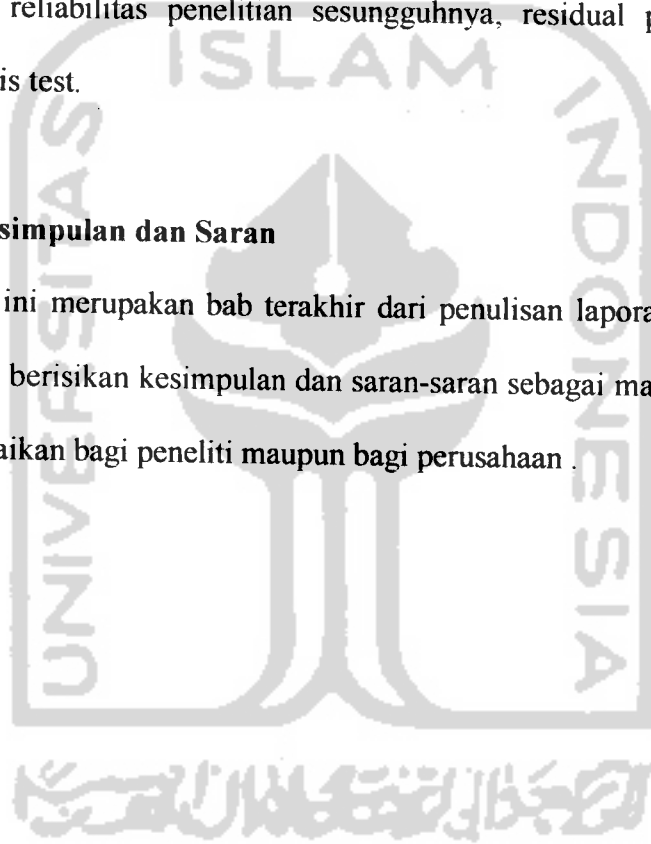 reliabilitas penelitian sesungguhnya, residual
is test.
simpulan dan Saran
ini merupakan bab terakhir dari penulisan lapora
berisikan kesimpulan dan saran-saran sebagai ma
aikan bagi peneliti maupun bagi perusahaan .
ISLAM
UNIVERSITAS
INDONESIA